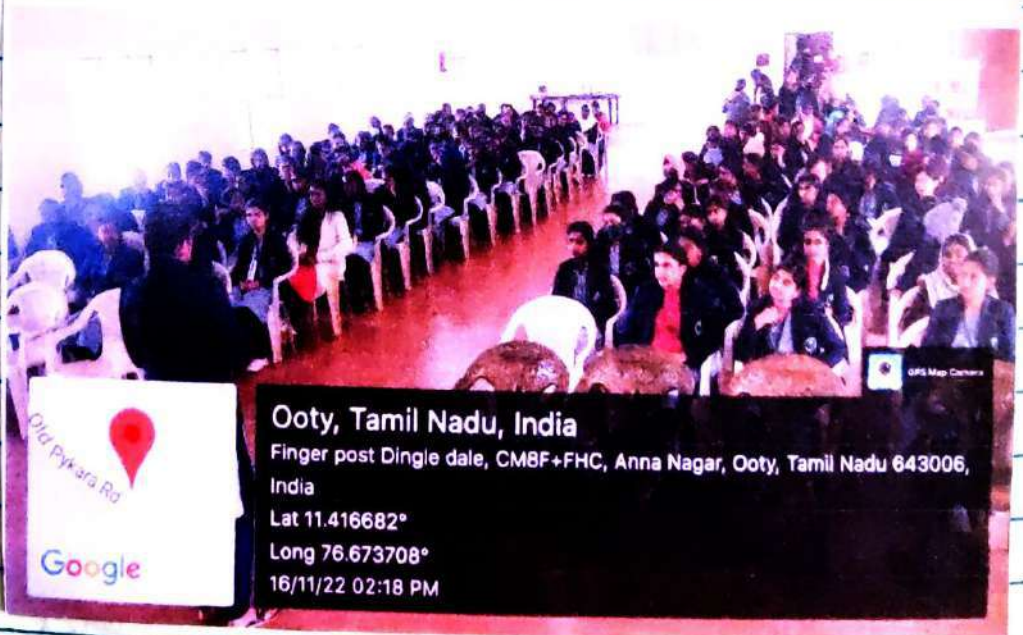 GPS Map Camera
Ooty, Tamil Nadu, India
Finger post Dingle dale, CM8F+FHC, Anna Nagar, Ooty, Tamil Nadu 643006,
India
Lat 11.416682°
Long 76.673708°
16/11/22 02:18 PM
Old Pykara Rd
Google